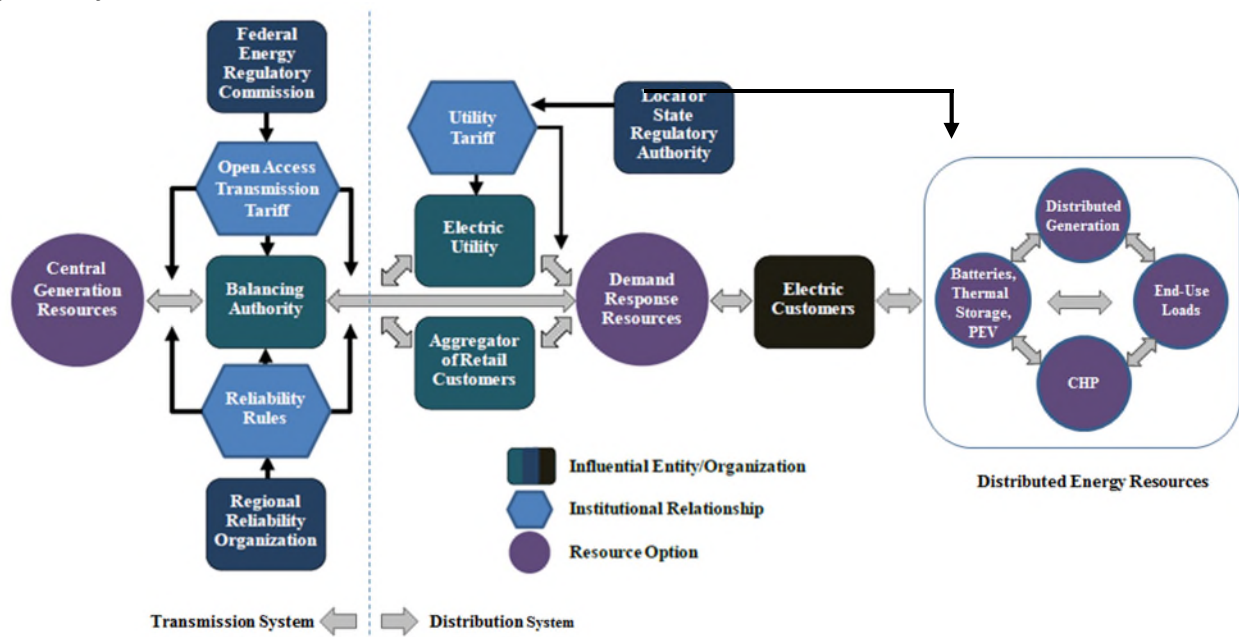 Federal
Energy
Regulatory
Commission
Open Access
Transmission
Tariff
Central
Generation
Resources
Balancing
Authority
Reliability
Rules
Regional
Reliability
Organization
Utility
Tariff
Local or
State
Regulatory
Authority
Electric
Utility
Aggregator
of Retail
Customers
Demand
Response
Resources
Electric
Customers
Distributed
Generation
Batteries,
Thermal
Storage,
PEV
End-Use
Loads
CHP
Distributed Energy Resources
Influential Entity/Organization
Institutional Relationship
Resource Option
Transmission System
Distribution System